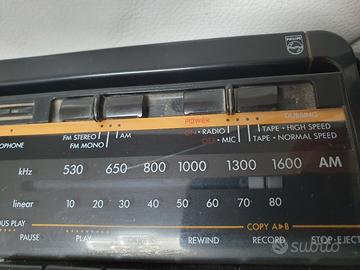 PHILIPS
POWER
DUBBING
FM STEREO
AM
ON • RADIO
TAPE • HIGH SPEED
OPHONE
FM MONO
OFF • MIC
TAPE • NORMAL SPEED
kHz 530 650 800 1000 1300 1600 AM
linear 10 20 30 40 50 60 70 80
OUS PLAY
COPY A▶B
PAUSE
PLAY
REWIND
RECORD
STOP-EJECT
subito